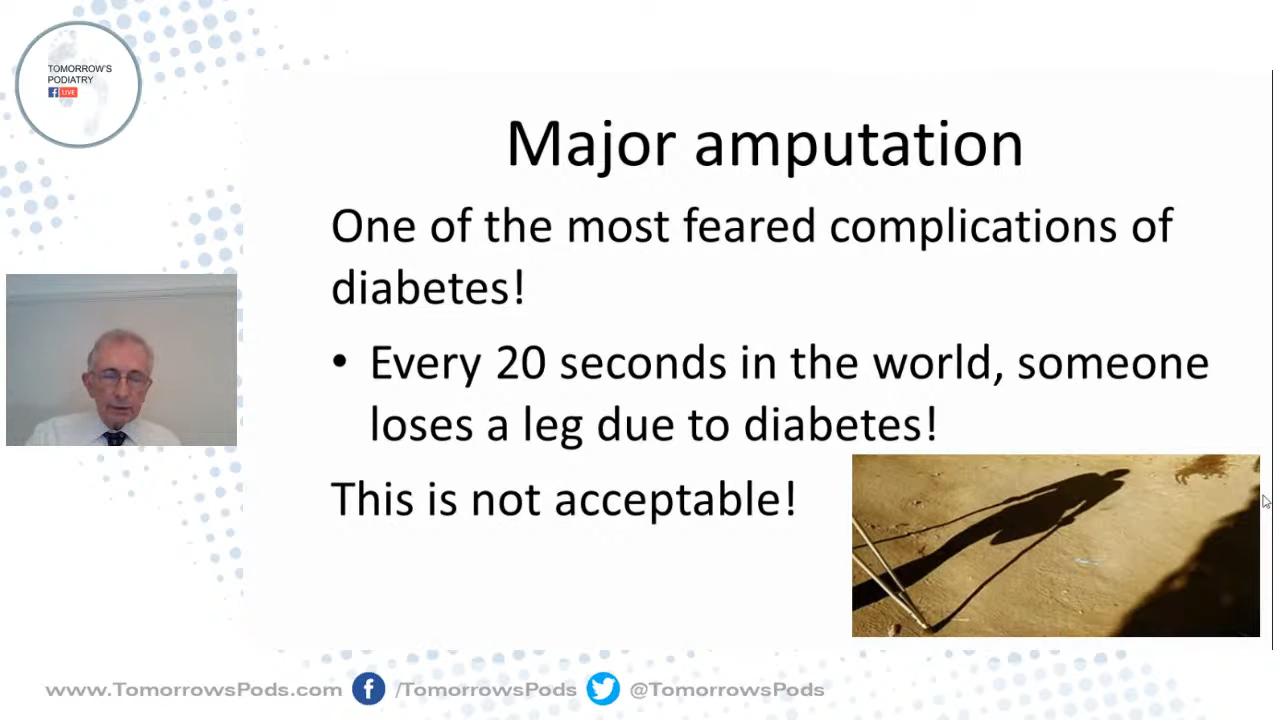 TOMORROW'S
PODIATRY
f LIVE
Major amputation
One of the most feared complications of
diabetes!
• Every 20 seconds in the world, someone
loses a leg due to diabetes!
This is not acceptable!
www.TomorrowsPods.com f /TomorrowsPods @TomorrowsPods